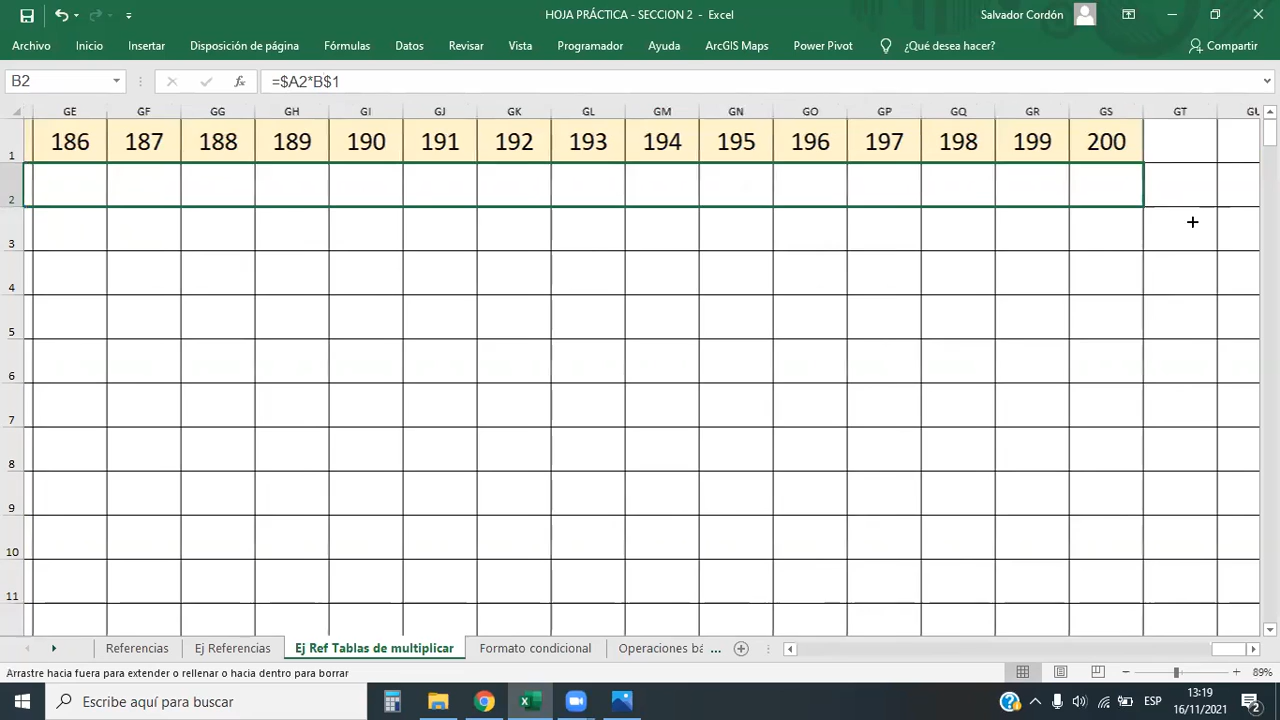 HOJA PRÁCTICA - SECCION 2 - Excel
Salvador Cordón
Archivo Inicio Insertar Disposición de página Fórmulas Datos Revisar Vista Programador Ayuda ArcGIS Maps Power Pivot ¿Qué desea hacer? Compartir
B2 fx =$A2*B$1
GE GF GG GH GI GJ GK GL GM GN GO GP GQ GR GS GT GU
1 186 187 188 189 190 191 192 193 194 195 196 197 198 199 200
2
3
4
5
6
7
8
9
10
11
Referencias Ej Referencias Ej Ref Tablas de multiplicar Formato condicional Operaciones bá ...
Arrastre hacia fuera para extender o rellenar o hacia dentro para borrar 89%
Escribe aquí para buscar ESP 13:19
16/11/2021 2